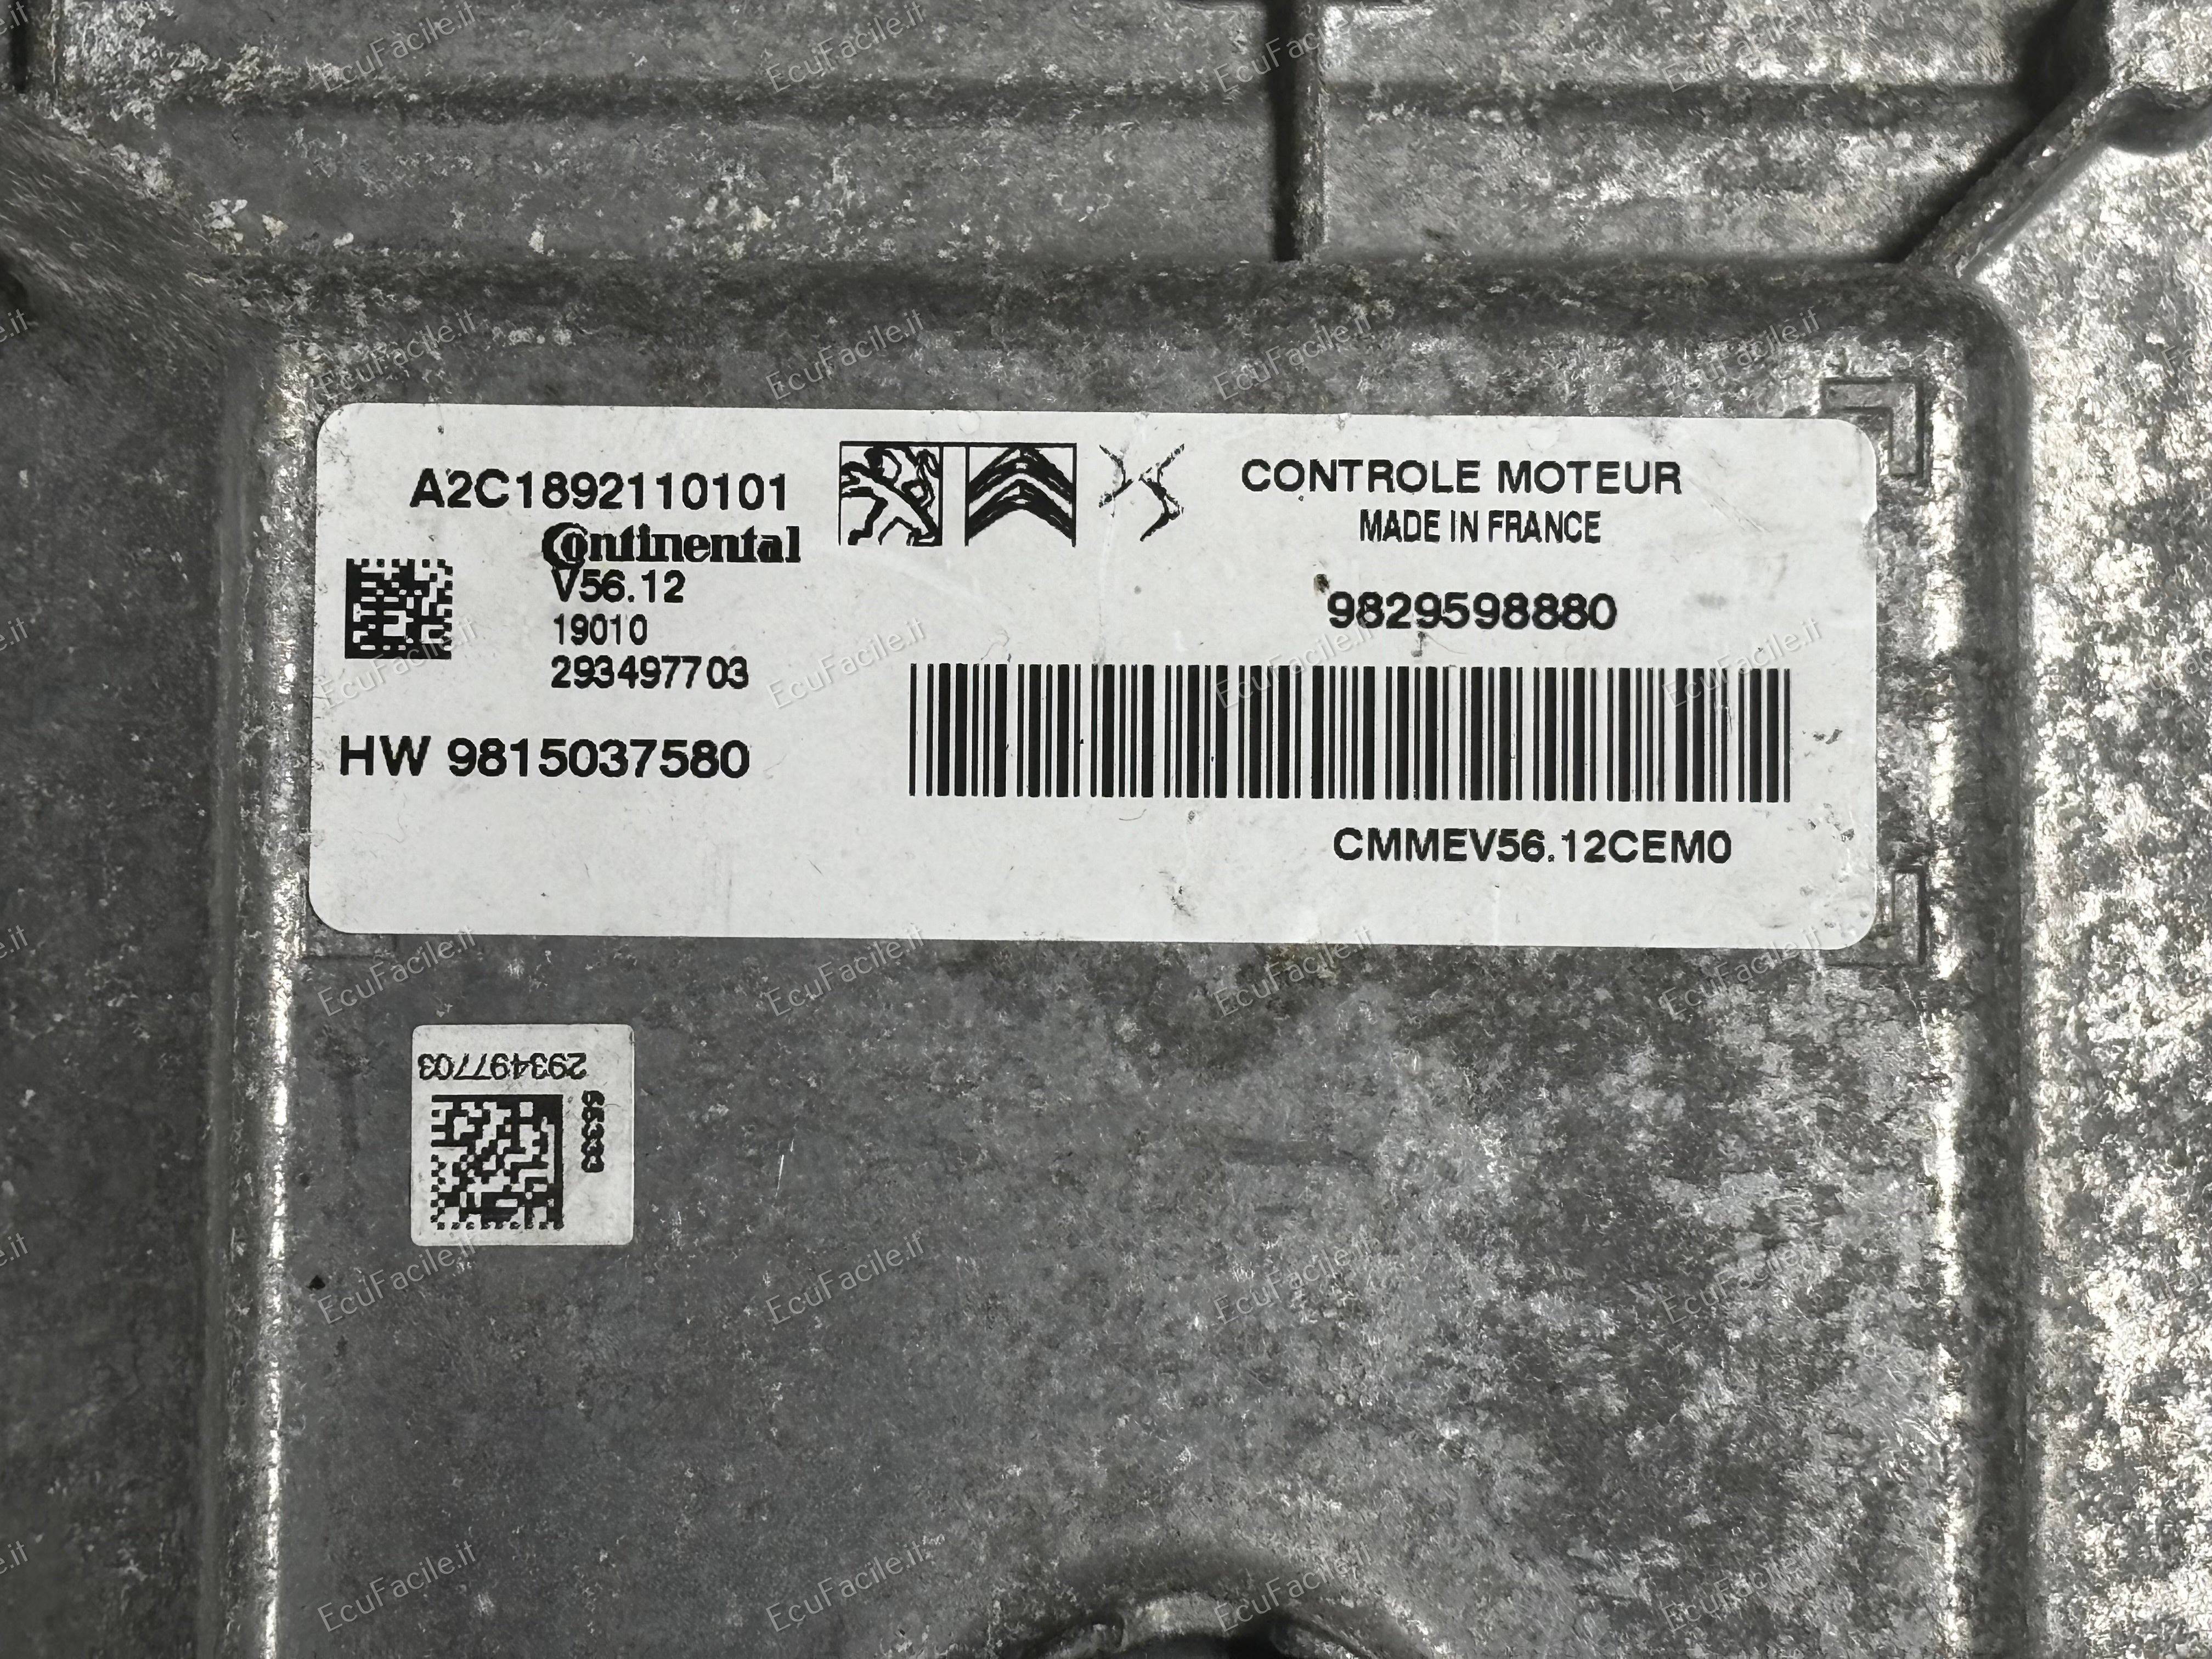 A2C1892110101
Continental
V56.12
19010
293497703
HW 9815037580
CONTROLE MOTEUR
MADE IN FRANCE
9829598880
CMMEV56.12CEM0
293497703
EcuFacile.it